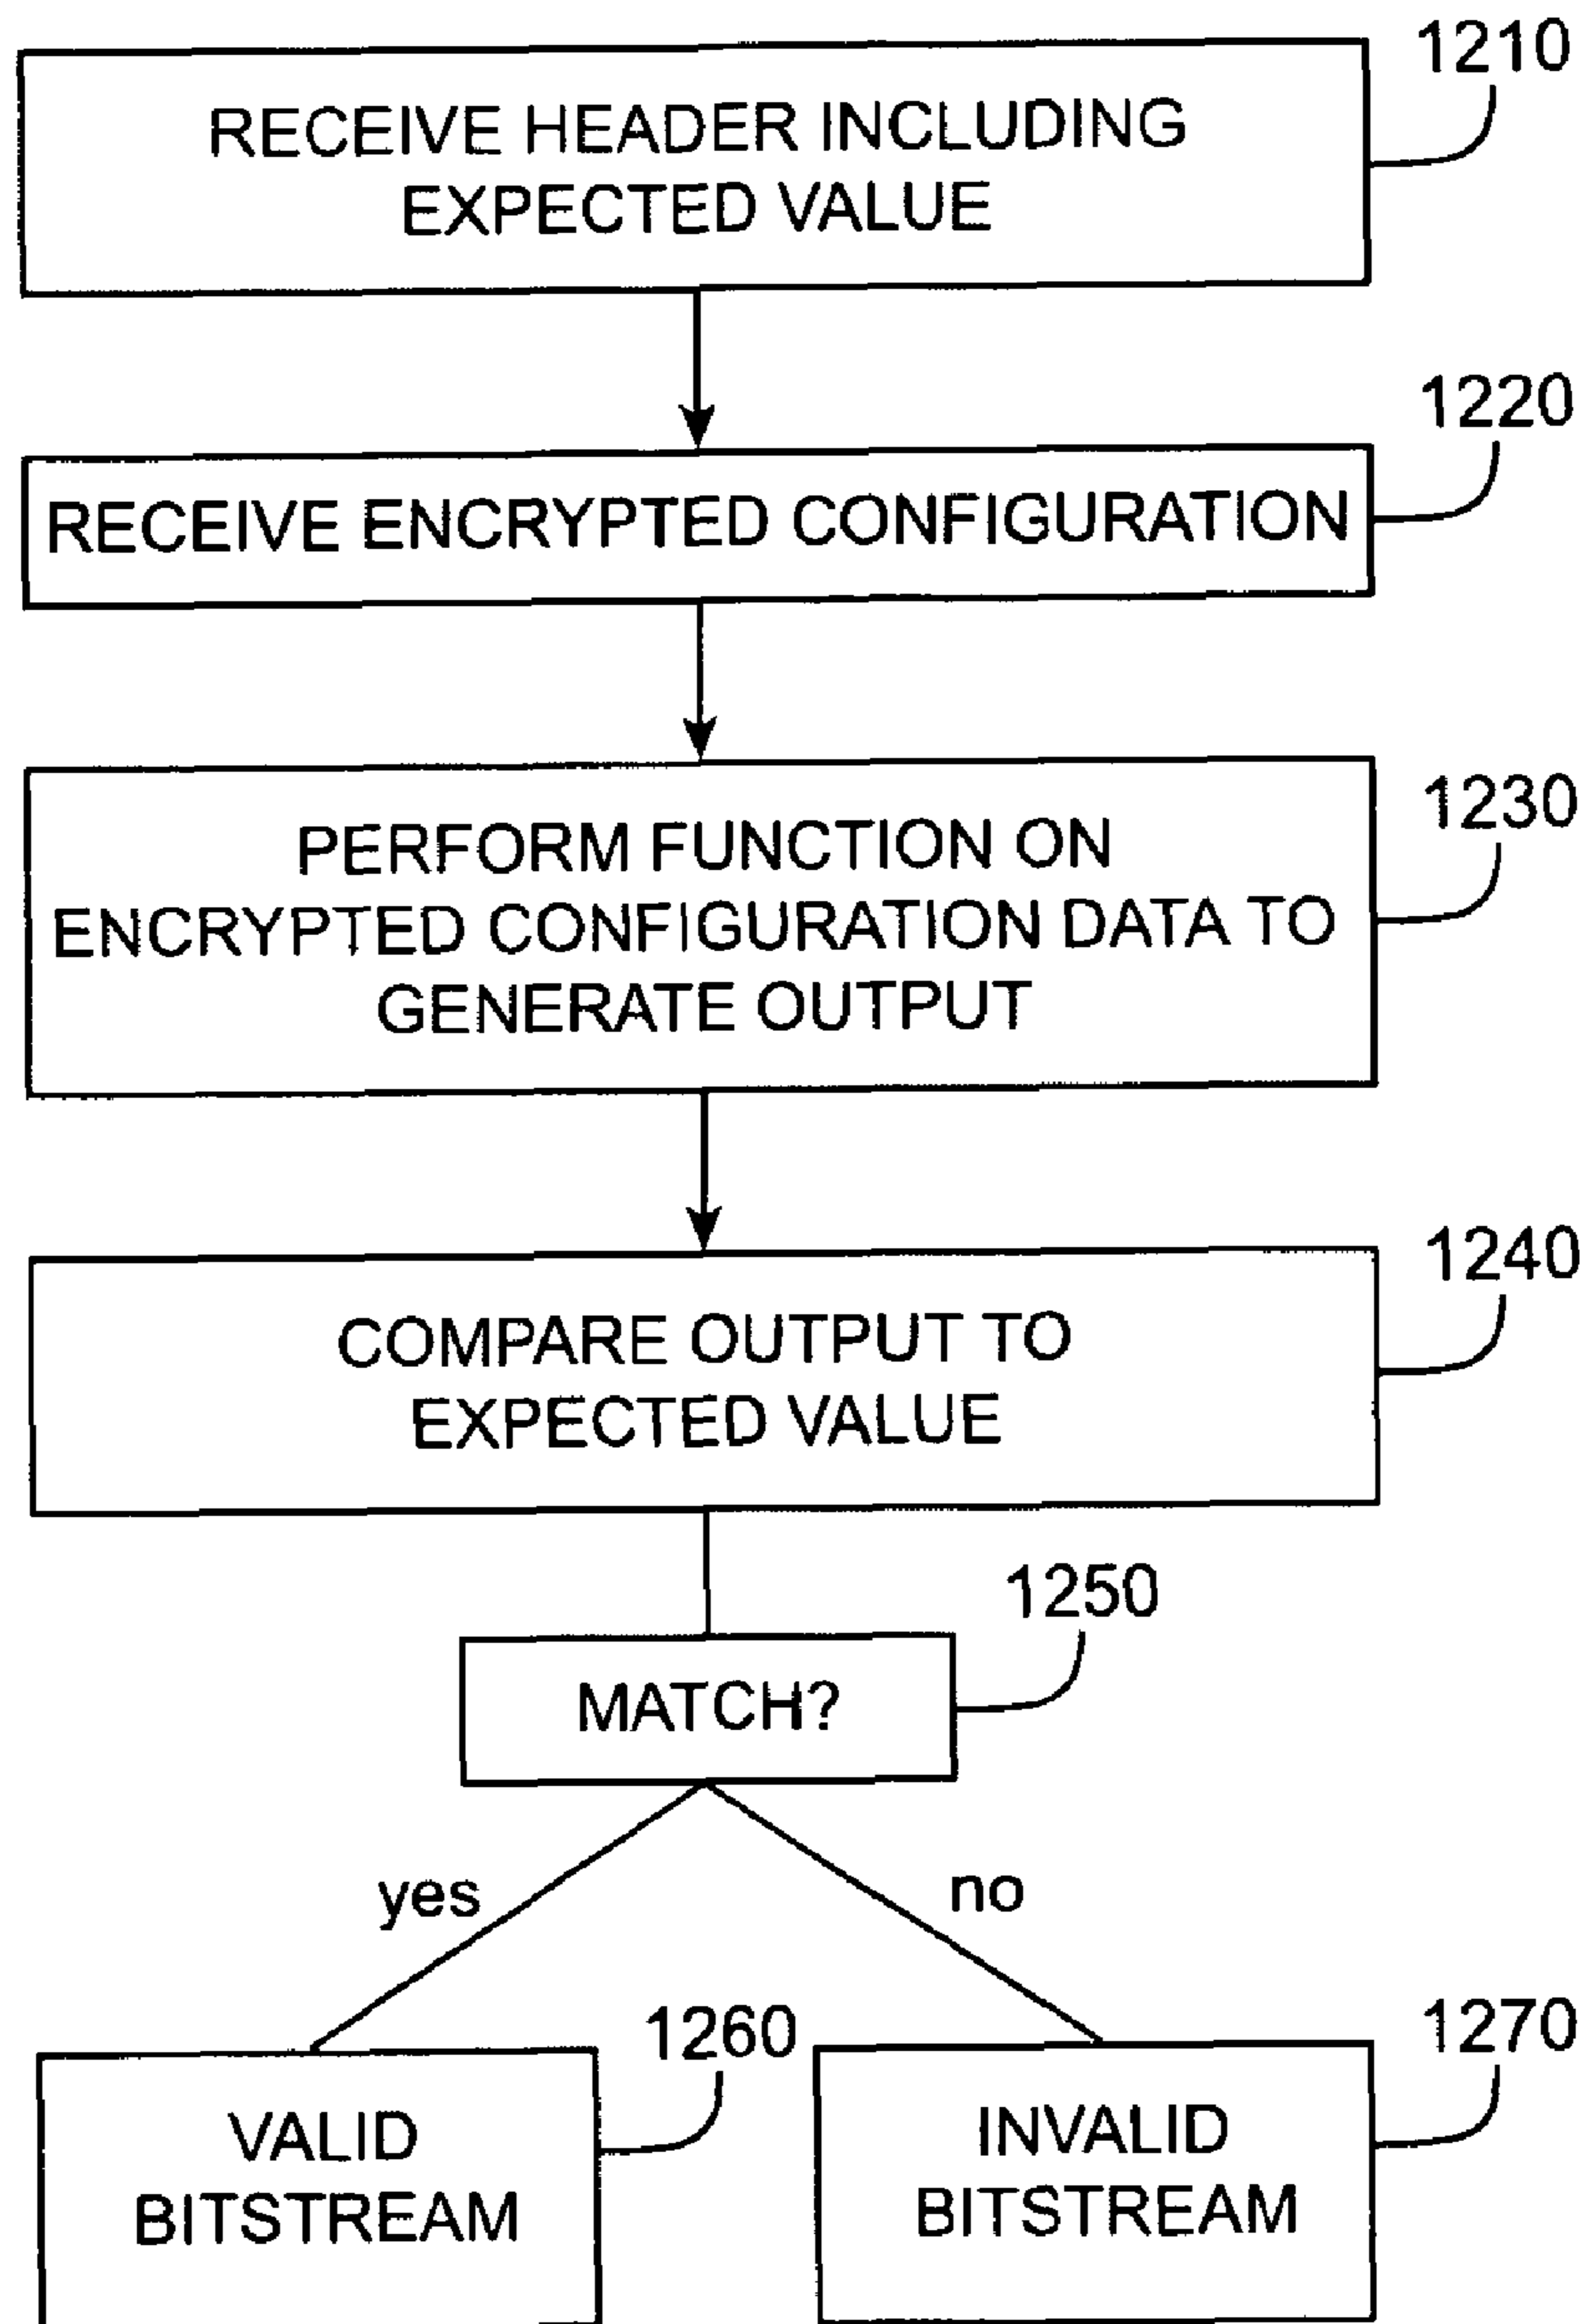 1210
RECEIVE HEADER INCLUDING
EXPECTED VALUE
1220
RECEIVE ENCRYPTED CONFIGURATION
1230
PERFORM FUNCTION ON
ENCRYPTED CONFIGURATION DATA TO
GENERATE OUTPUT
1240
COMPARE OUTPUT TO
EXPECTED VALUE
1250
MATCH?
yes
no
1260
VALID
BITSTREAM
1270
INVALID
BITSTREAM